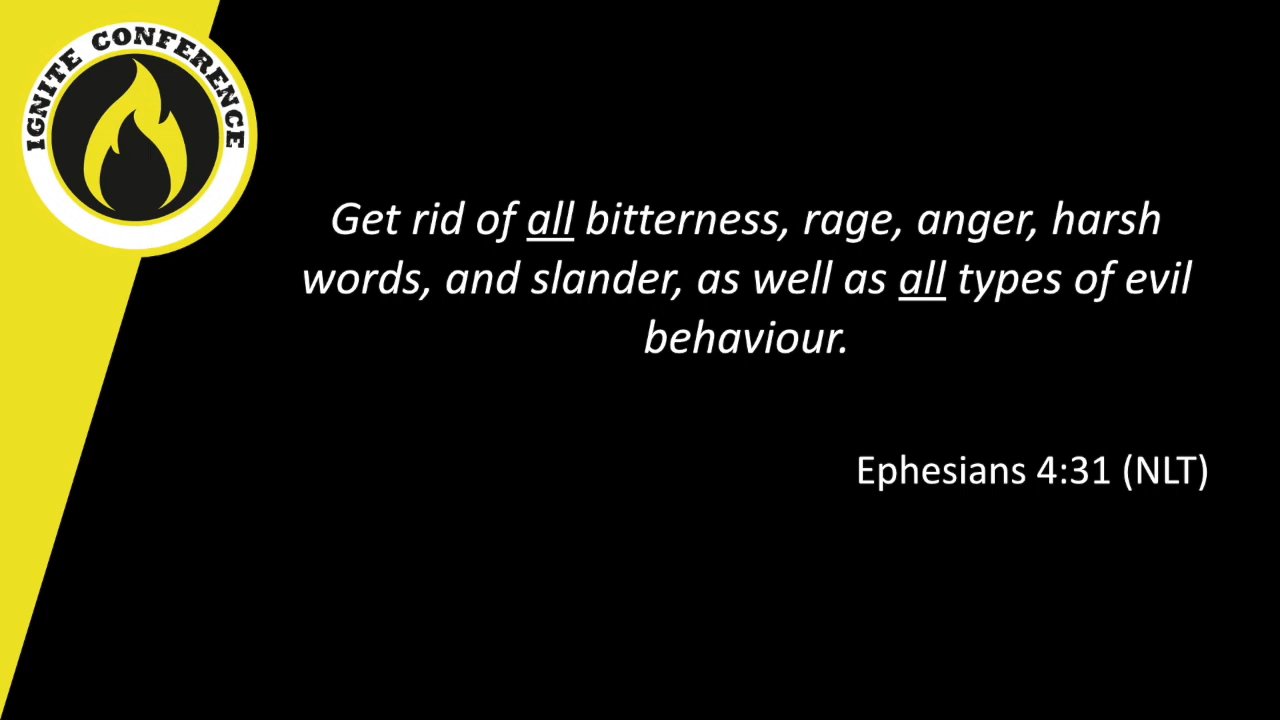 IGNITE CONFERENCE
Get rid of all bitterness, rage, anger, harsh
words, and slander, as well as all types of evil
behaviour.
Ephesians 4:31 (NLT)